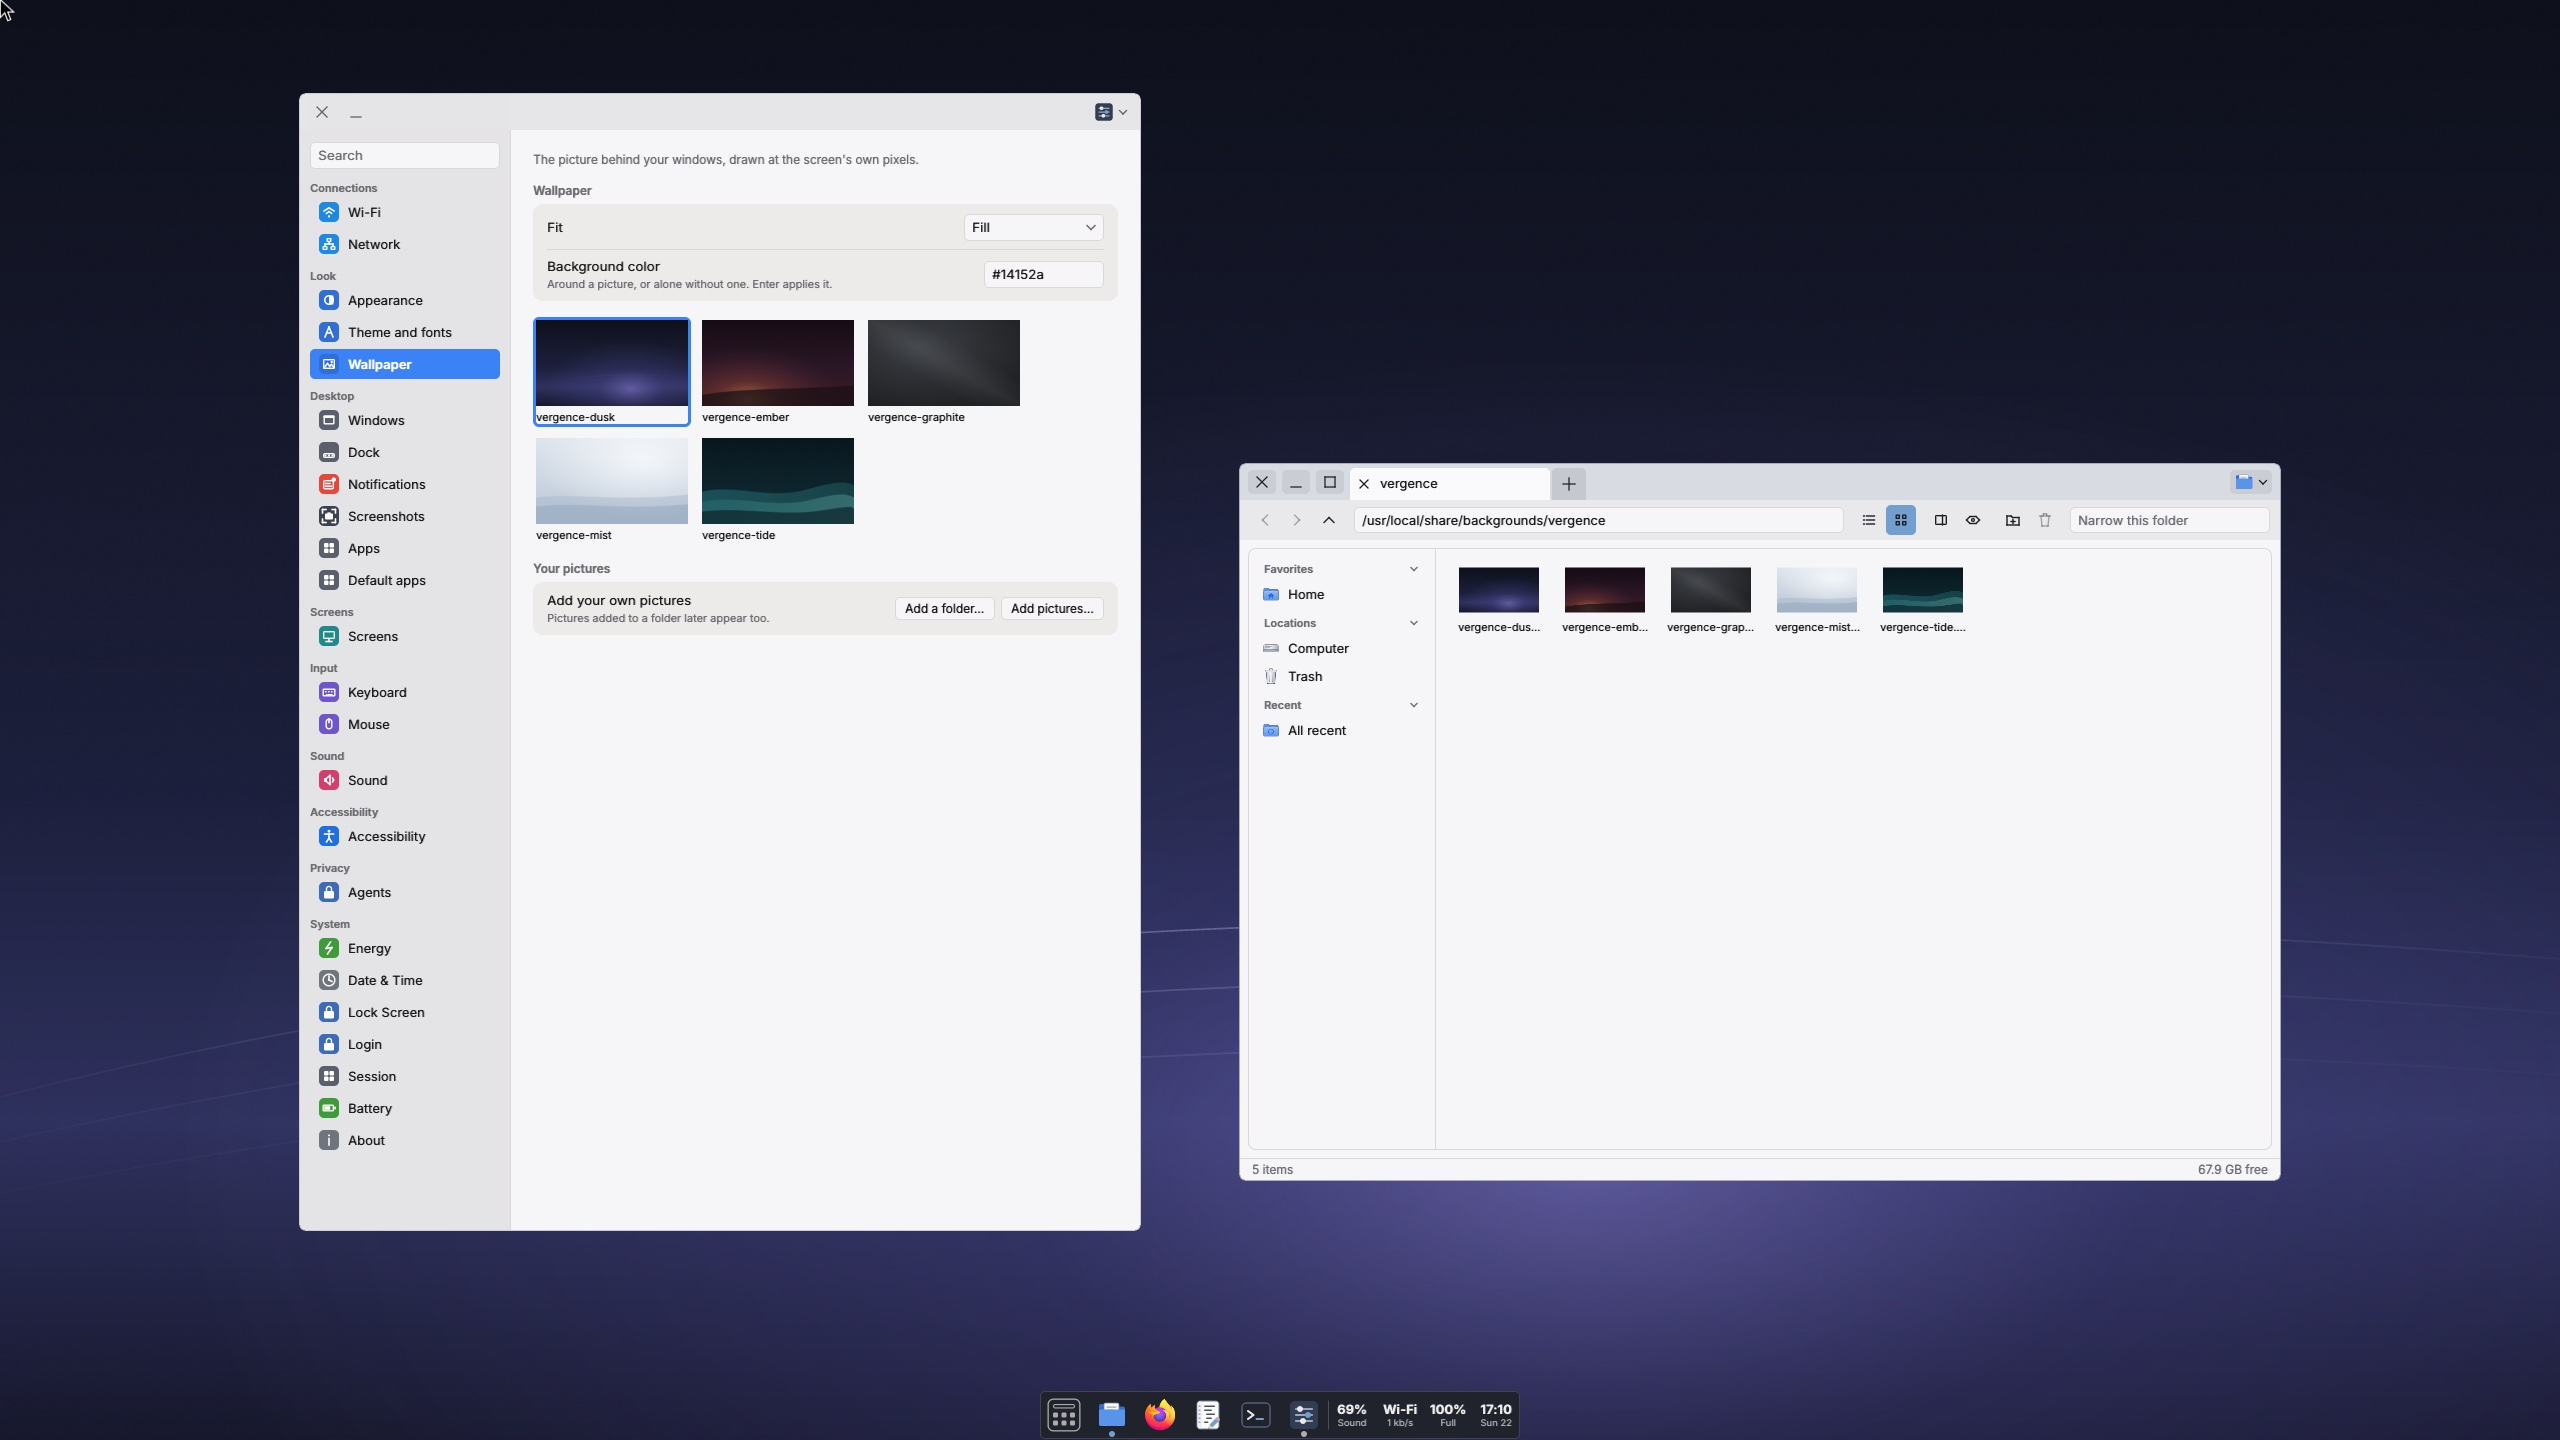 Search
Connections
Wi-Fi
Network
Look
Appearance
Theme and fonts
Wallpaper
Desktop
Windows
Dock
Notifications
Screenshots
Apps
Default apps
Screens
Screens
Input
Keyboard
Mouse
Sound
Sound
Accessibility
Accessibility
Privacy
Agents
System
Energy
Date & Time
Lock Screen
Login
Session
Battery
About
The picture behind your windows, drawn at the screen's own pixels.
Wallpaper
Fit
Fill
Background color
#14152a
Around a picture, or alone without one. Enter applies it.
vergence-dusk
vergence-ember
vergence-graphite
vergence-mist
vergence-tide
Your pictures
Add your own pictures
Pictures added to a folder later appear too.
Add a folder...
Add pictures...
vergence
/usr/local/share/backgrounds/vergence
Narrow this folder
Favorites
Home
Locations
Computer
Trash
Recent
All recent
vergence-dus...
vergence-emb...
vergence-grap...
vergence-mist...
vergence-tide....
5 items
67.9 GB free
69%
Sound
Wi-Fi
1 kb/s
100%
Full
17:10
Sun 22